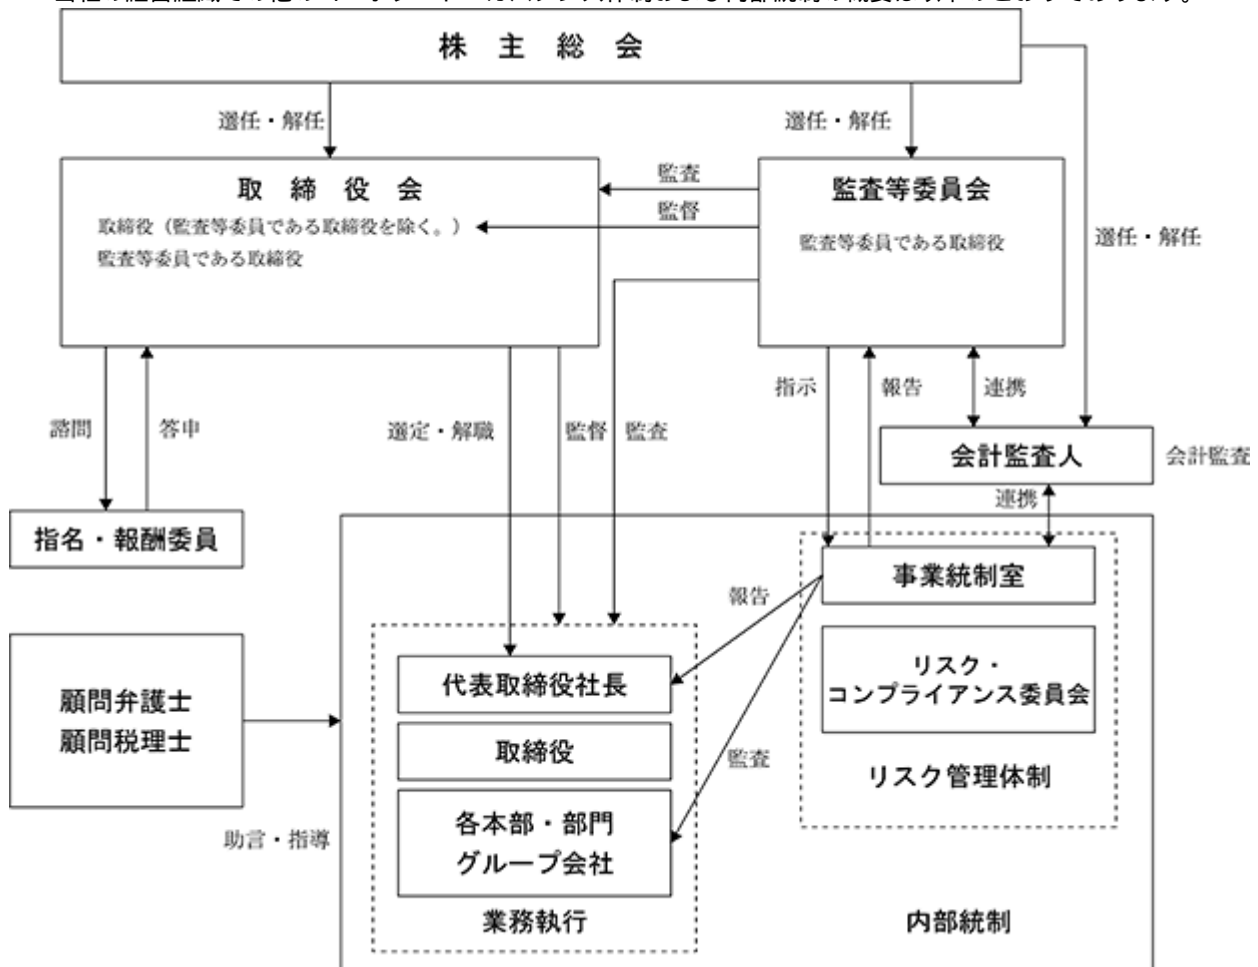 株主総会
選任・解任
選任・解任
取締役会
監査
監査等委員会
監督
取締役（監査等委員である取締役を除く。）
監査等委員である取締役
監査等委員である取締役
選任・解任
指示
報告
連携
諮問
答申
選定・解職
監督
監査
会計監査人
会計監査
連携
指名・報酬委員
事業統制室
報告
リスク・
コンプライアンス委員会
代表取締役社長
顧問弁護士
顧問税理士
取締役
監査
リスク管理体制
各本部・部門
グループ会社
助言・指導
業務執行
内部統制